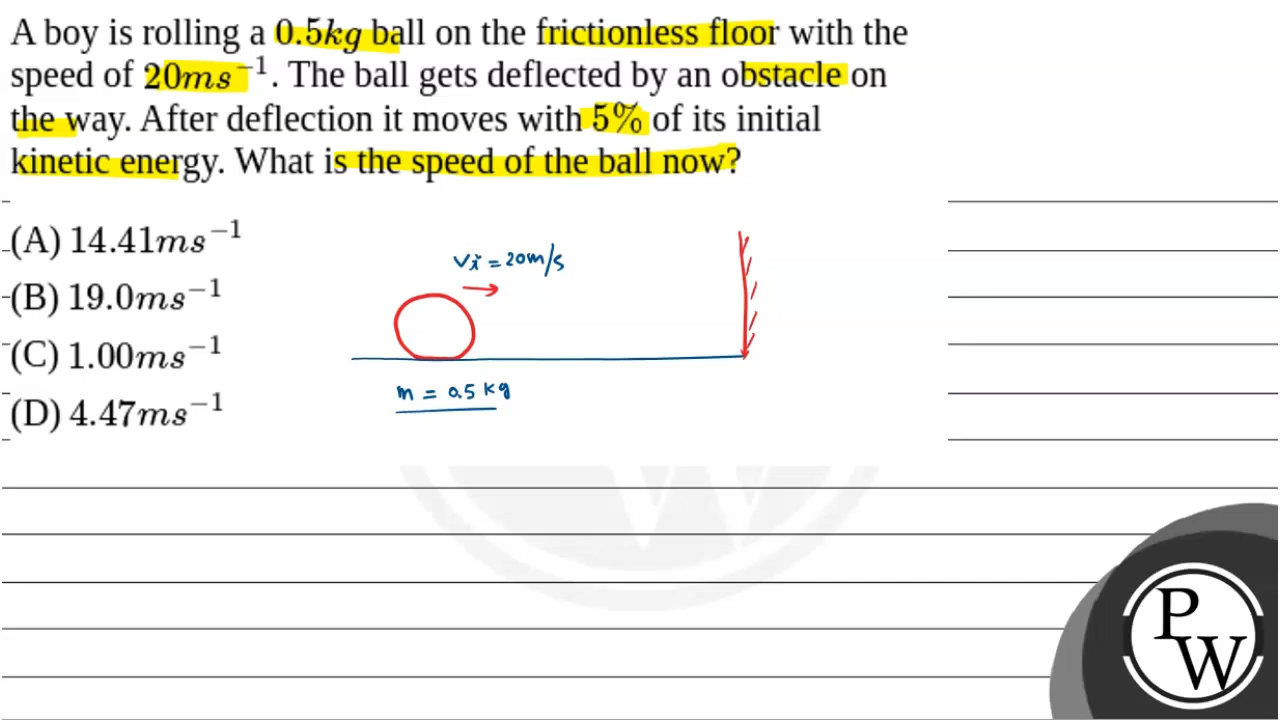 A boy is rolling a 0.5kg ball on the frictionless floor with the
speed of 20ms⁻¹. The ball gets deflected by an obstacle on
the way. After deflection it moves with 5% of its initial
kinetic energy. What is the speed of the ball now?
(A) 14.41ms⁻¹
(B) 19.0ms⁻¹
(C) 1.00ms⁻¹
(D) 4.47ms⁻¹
vᵢ = 20m/s
m = 0.5 kg
P
W